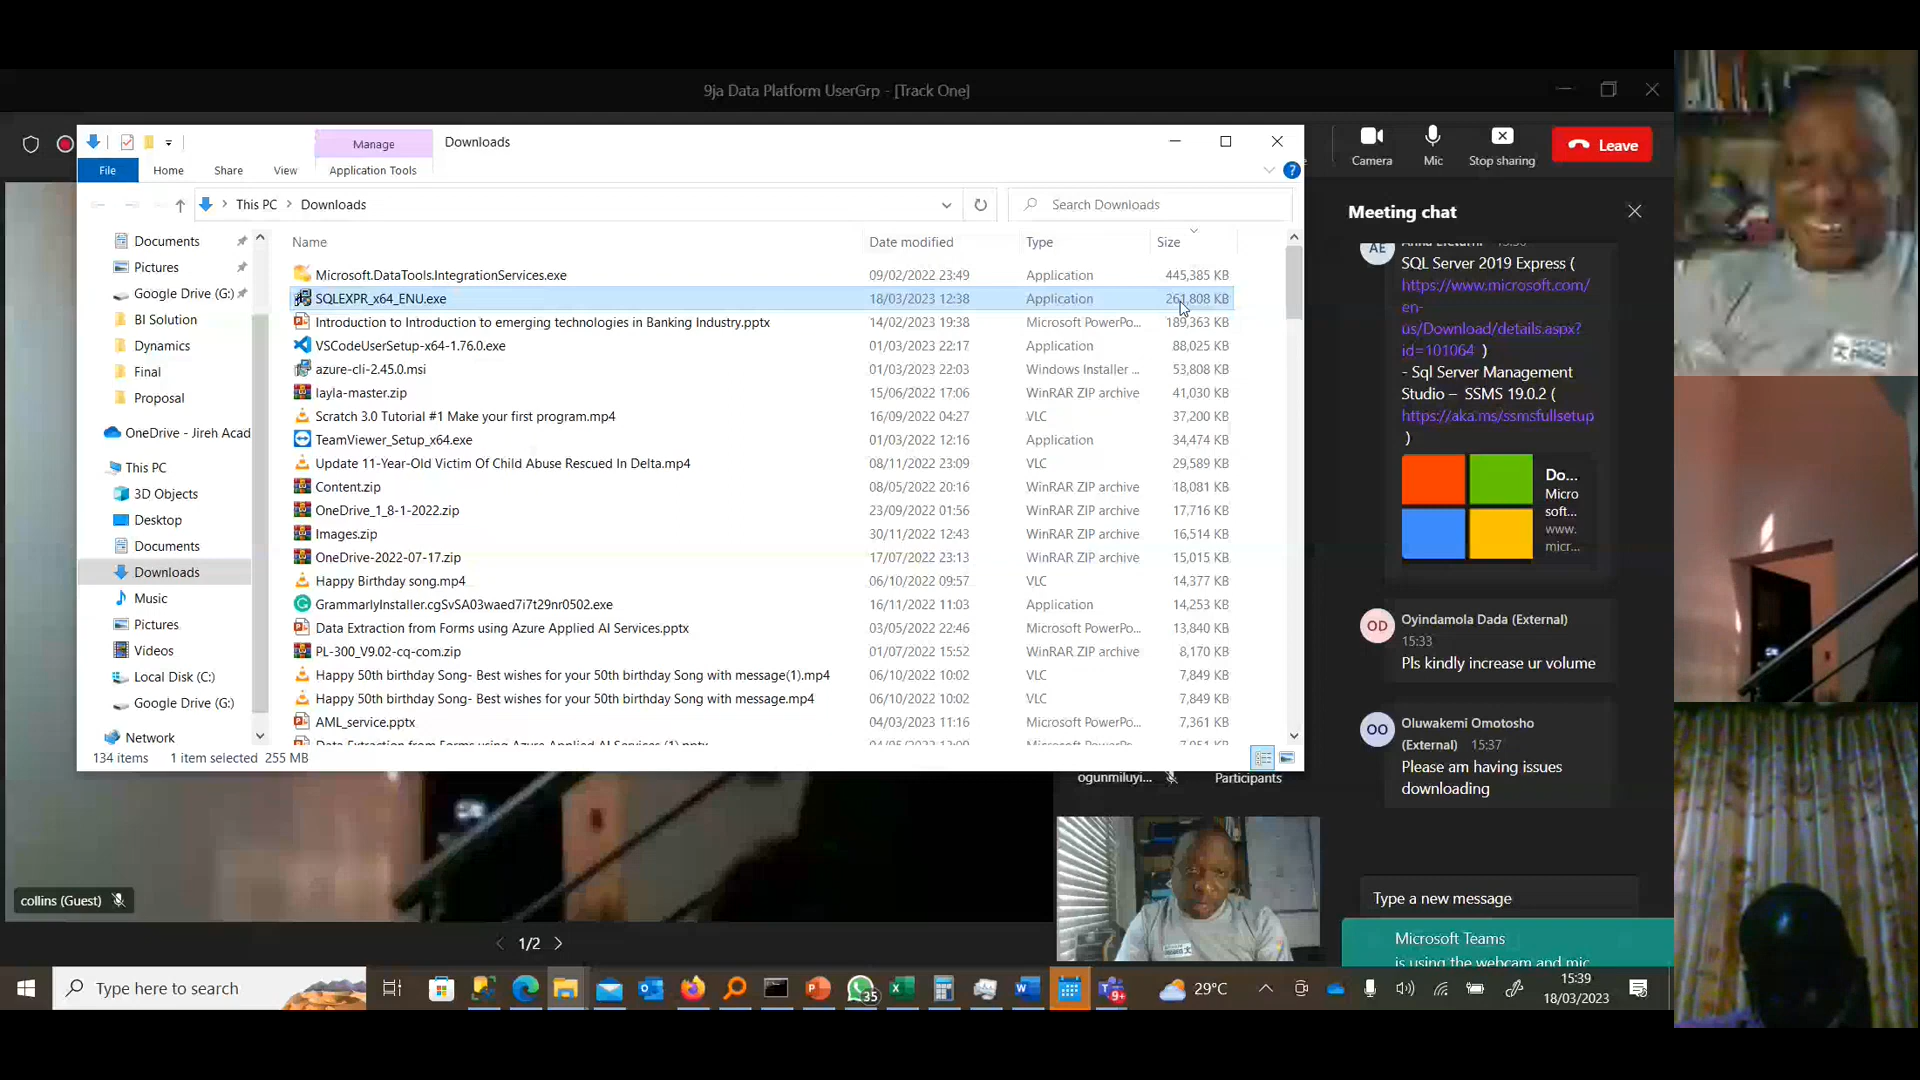 9ja Data Platform UserGrp - [Track One]
Manage
Downloads
File
Home
Share
View
Application Tools
Camera
Mic
Stop sharing
Leave
This PC
Downloads
Search Downloads
Name
Date modified
Type
Size
Documents
Pictures
Google Drive (G:)
BI Solution
Dynamics
Final
Proposal
OneDrive - Jireh Acad
This PC
3D Objects
Desktop
Documents
Downloads
Music
Pictures
Videos
Local Disk (C:)
Google Drive (G:)
Network
Microsoft.DataTools.IntegrationServices.exe 09/02/2022 23:49 Application 445,385 KB
SQLEXPR_x64_ENU.exe 18/03/2023 12:38 Application 261,808 KB
Introduction to Introduction to emerging technologies in Banking Industry.pptx 14/02/2023 19:38 Microsoft PowerPo... 189,363 KB
VSCodeUserSetup-x64-1.76.0.exe 01/03/2023 22:17 Application 88,025 KB
azure-cli-2.45.0.msi 01/03/2023 22:03 Windows Installer ... 53,808 KB
layla-master.zip 15/06/2022 17:06 WinRAR ZIP archive 41,030 KB
Scratch 3.0 Tutorial #1 Make your first program.mp4 16/09/2022 04:27 VLC 37,200 KB
TeamViewer_Setup_x64.exe 01/03/2023 12:16 Application 34,474 KB
Update 11-Year-Old Victim Of Child Abuse Rescued In Delta.mp4 08/11/2022 23:09 VLC 29,589 KB
Content.zip 08/05/2022 20:16 WinRAR ZIP archive 18,081 KB
OneDrive_1_8-1-2022.zip 23/09/2022 01:56 WinRAR ZIP archive 17,716 KB
Images.zip 30/11/2022 12:43 WinRAR ZIP archive 16,514 KB
OneDrive-2022-07-17.zip 17/07/2022 23:13 WinRAR ZIP archive 15,015 KB
Happy Birthday song.mp4 06/10/2022 09:57 VLC 14,377 KB
GrammarlyInstaller.cgSvSA03waed7i7t29nr0502.exe 16/11/2022 11:03 Application 14,253 KB
Data Extraction from Forms using Azure Applied AI Services.pptx 03/05/2022 22:46 Microsoft PowerPo... 13,840 KB
PL-300_V9.02-cq-com.zip 01/07/2022 15:52 WinRAR ZIP archive 8,170 KB
Happy 50th birthday Song- Best wishes for your 50th birthday Song with message(1).mp4 06/10/2022 10:02 VLC 7,849 KB
Happy 50th birthday Song- Best wishes for your 50th birthday Song with message.mp4 06/10/2022 10:02 VLC 7,849 KB
AML_service.pptx 04/03/2023 11:16 Microsoft PowerPo... 7,361 KB
134 items 1 item selected 255 MB
Meeting chat
AE
SQL Server 2019 Express (
https://www.microsoft.com/
en-
us/Download/details.aspx?
id=101064 )
- Sql Server Management
Studio – SSMS 19.0.2 (
https://aka.ms/ssmsfullsetup
)
Do...
Micro
soft...
www.
micr...
OD
Oyindamola Dada (External)
15:33
Pls kindly increase ur volume
OO
Oluwakemi Omotosho
(External) 15:37
Please am having issues
downloading
Type a new message
Microsoft Teams
is using the webcam and mic
ogunmiluyi...
Participants
collins (Guest)
1/2
Type here to search
35
9+
29°C
15:39
18/03/2023